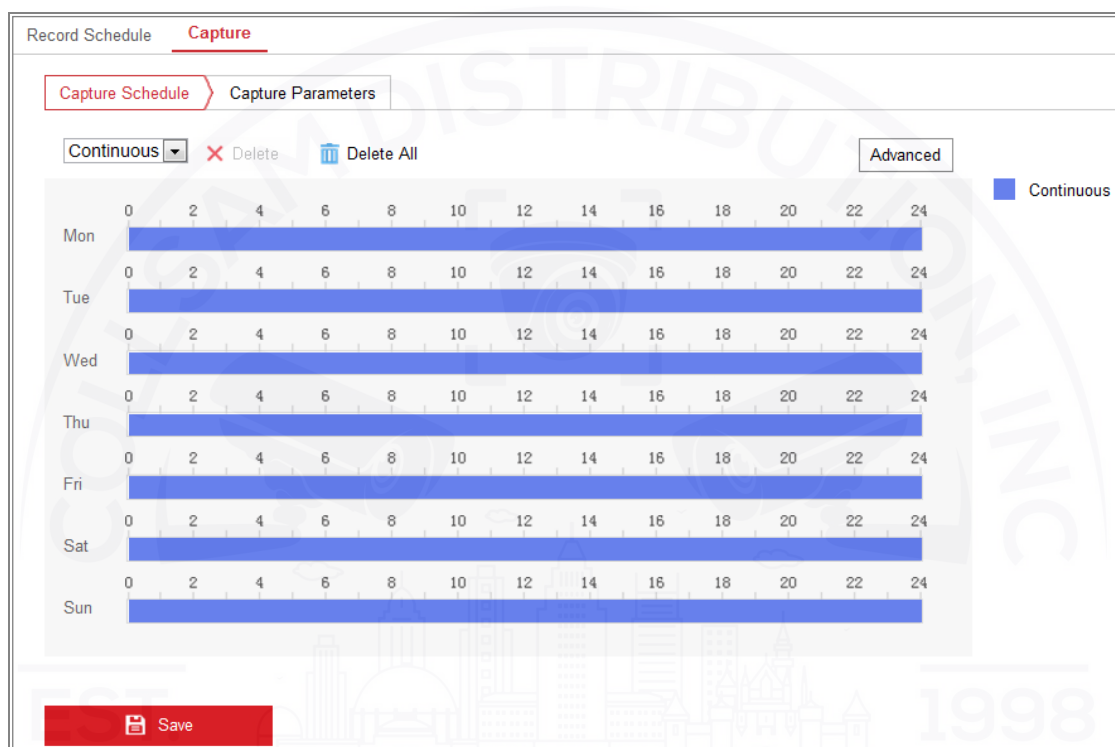 Record Schedule Capture
Capture Schedule Capture Parameters
Continuous Delete Delete All Advanced
Continuous
0 2 4 6 8 10 12 14 16 18 20 22 24
Mon
0 2 4 6 8 10 12 14 16 18 20 22 24
Tue
0 2 4 6 8 10 12 14 16 18 20 22 24
Wed
0 2 4 6 8 10 12 14 16 18 20 22 24
Thu
0 2 4 6 8 10 12 14 16 18 20 22 24
Fri
0 2 4 6 8 10 12 14 16 18 20 22 24
Sat
0 2 4 6 8 10 12 14 16 18 20 22 24
Sun
Save
COLLSAM DISTRIBUTION, INC
EST 1998